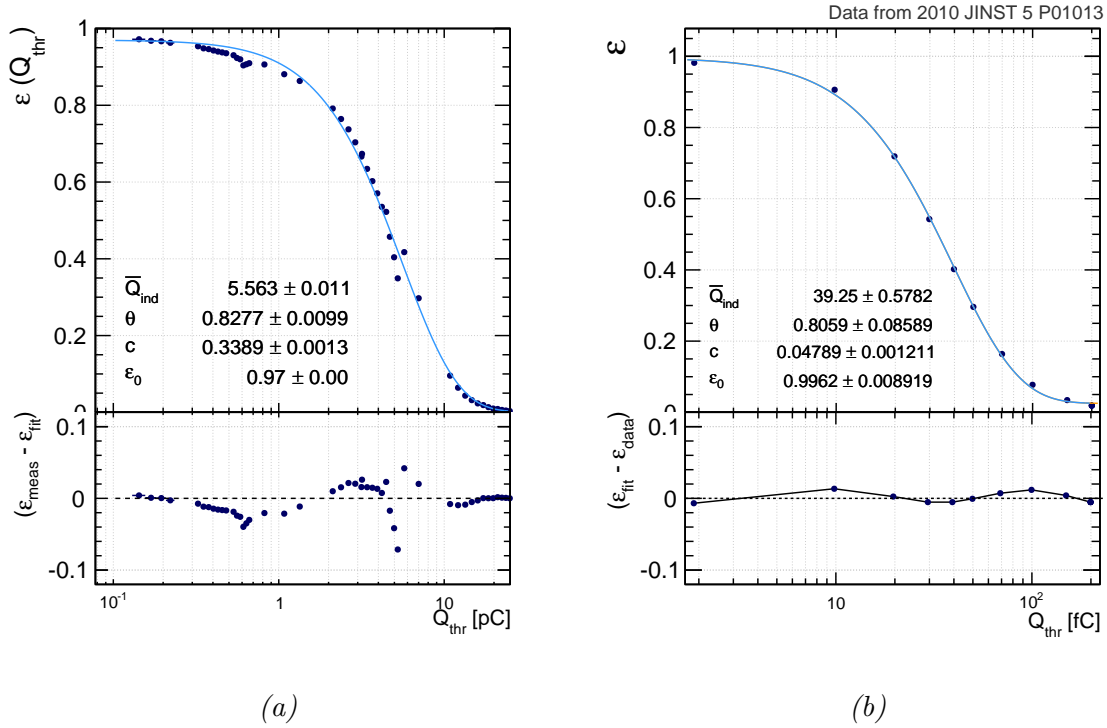 Data from 2010 JINST 5 P01013
ε (Q_thr)
1
0.8
0.6
0.4
0.2
0
Q̅_ind 5.563 ± 0.011
θ 0.8277 ± 0.0099
c 0.3389 ± 0.0013
ε_0 0.97 ± 0.00
(ε_meas - ε_fit)
0.1
0
-0.1
10^-1
1
10
Q_thr [pC]
(a)
ε
1
0.8
0.6
0.4
0.2
0
Q̅_ind 39.25 ± 0.5782
θ 0.8059 ± 0.08589
c 0.04789 ± 0.001211
ε_0 0.9962 ± 0.008919
(ε_fit - ε_data)
0.1
0
-0.1
10
10^2
Q_thr [fC]
(b)